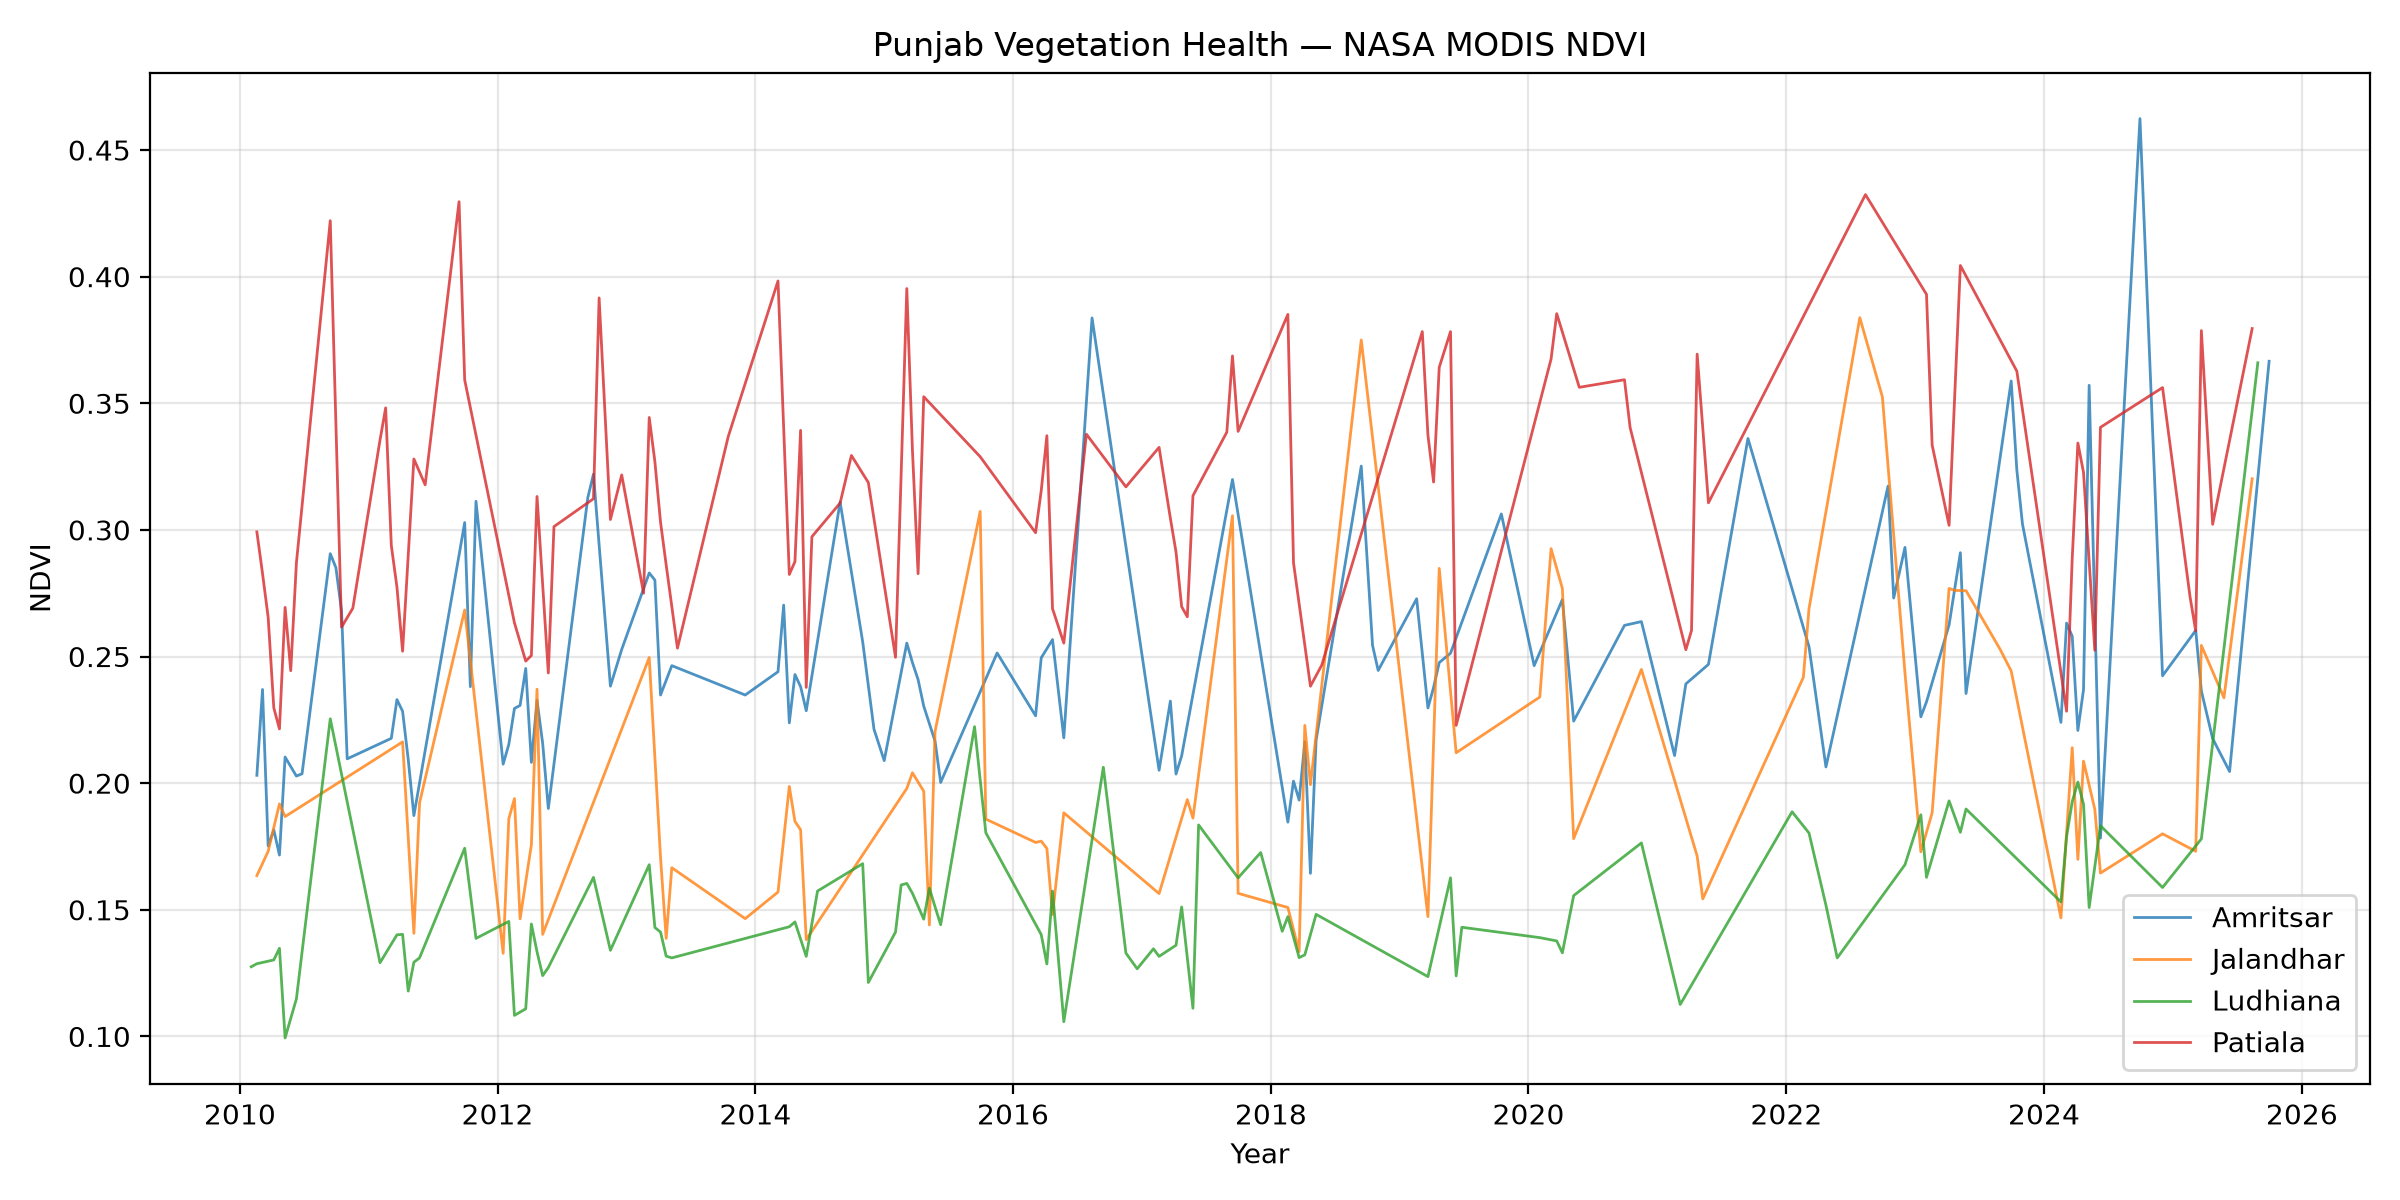 Punjab Vegetation Health — NASA MODIS NDVI
NDVI
0.45
0.40
0.35
0.30
0.25
0.20
0.15
0.10
Amritsar
Jalandhar
Ludhiana
Patiala
2010 2012 2014 2016 2018 2020 2022 2024 2026
Year